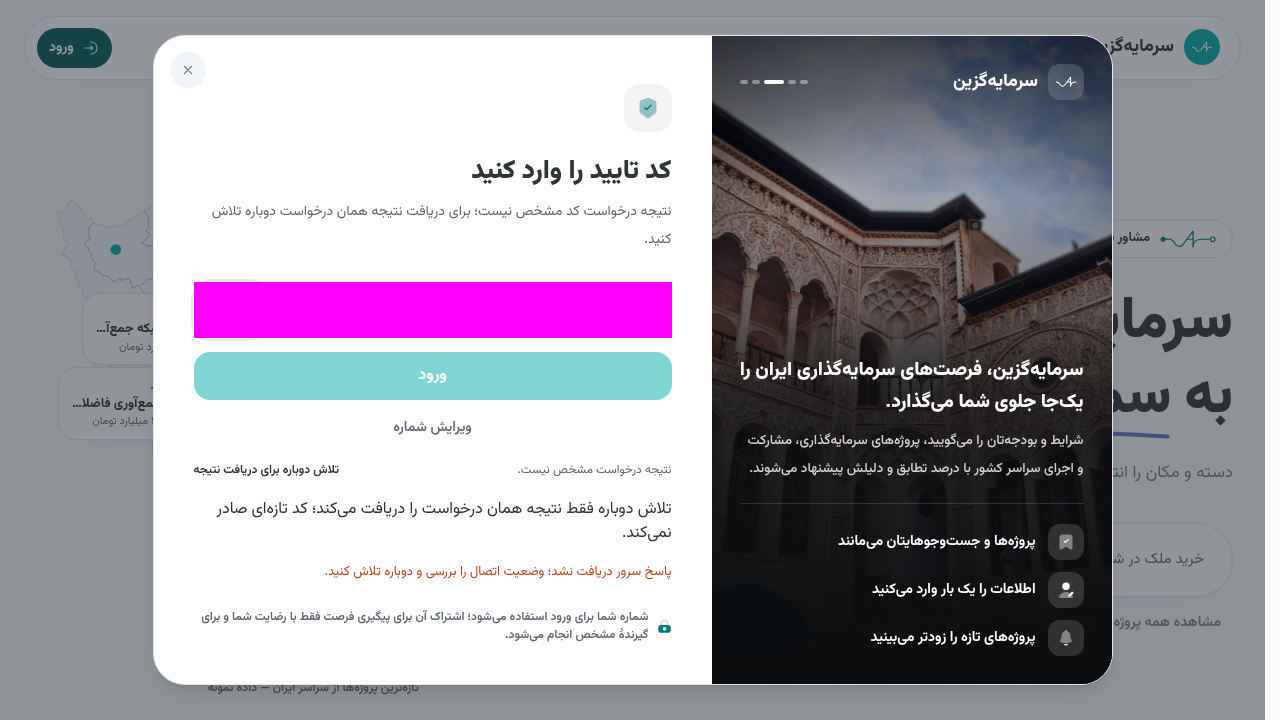 سرمایه‌گزین
ورود
سرمایه‌گزین
کد تایید را وارد کنید
نتیجه درخواست کد مشخص نیست؛ برای دریافت نتیجه همان درخواست دوباره تلاش
کنید.
ورود
ویرایش شماره
نتیجه درخواست مشخص نیست.
تلاش دوباره برای دریافت نتیجه
تلاش دوباره فقط نتیجه همان درخواست را دریافت می‌کند؛ کد تازه‌ای صادر
نمی‌کند.
پاسخ سرور دریافت نشد؛ وضعیت اتصال را بررسی و دوباره تلاش کنید.
شماره شما برای ورود استفاده می‌شود؛ اشتراک آن برای پیگیری فرصت فقط با رضایت شما و برای
گیرندهٔ مشخص انجام می‌شود.
سرمایه‌گزین، فرصت‌های سرمایه‌گذاری ایران را
یک‌جا جلوی شما می‌گذارد.
شرایط و بودجه‌تان را می‌گویید، پروژه‌های سرمایه‌گذاری، مشارکت
و اجرای سراسر کشور با درصد تطابق و دلیلش پیشنهاد می‌شوند.
پروژه‌ها و جست‌وجوهایتان می‌مانند
اطلاعات را یک بار وارد می‌کنید
پروژه‌های تازه را زودتر می‌بینید
مشاور
به
دسته و مکان را
خرید ملک در
مشاهده همه پروژه
جمع‌آ...
تومان
جمع‌آوری فاضلا...
میلیارد تومان
تازه‌ترین پروژه‌ها از سراسر ایران — داده نمونه